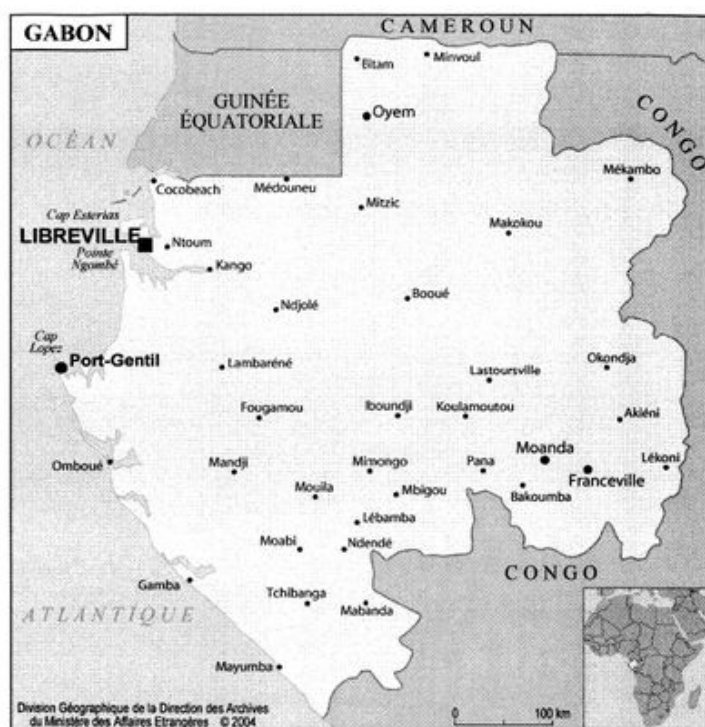 GABON
CAMEROUN
Bitam
Minvoul
GUINÉE
ÉQUATORIALE
Oyem
CONGO
OCÉAN
Cocobeach
Médouneu
Mékambo
Mitzic
Cap Esterias
Makokou
LIBREVILLE
Ntoum
Pointe
Ngombé
Kango
Booué
Ndjolé
Cap
Lopez
Port-Gentil
Lambaréné
Okondja
Lastoursville
Fougamou
Iboundji
Koulamoutou
Akiéni
Moanda
Omboué
Mandji
Mimongo
Pana
Lékoni
Franceville
Mouila
Mbigou
Bakoumba
Lébamba
Moabi
Ndendé
Gamba
CONGO
Tchibanga
Mabanda
ATLANTIQUE
Mayumba
Division Géographique de la Direction des Archives
du Ministère des Affaires Etrangères © 2004
0
100 km